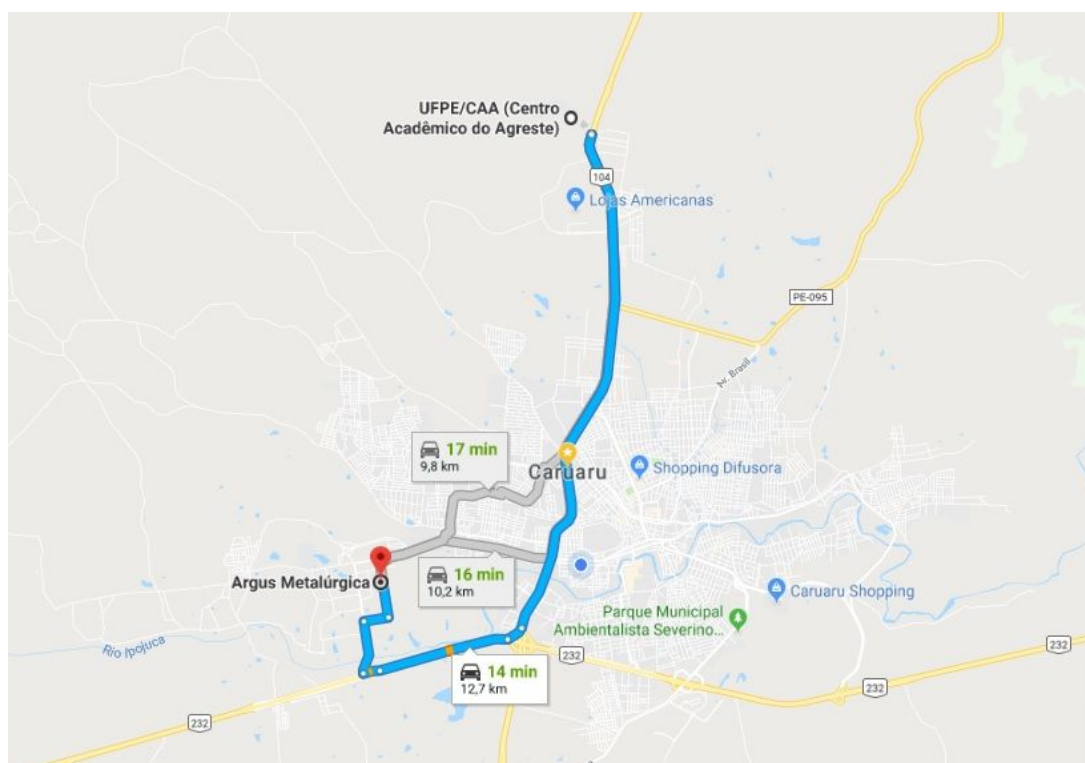 UFPE/CAA (Centro
Acadêmico do Agreste)
104
Lojas Americanas
PE-095
Av. Brasil
17 min
9,8 km
Caruaru
Shopping Difusora
Argus Metalúrgica
16 min
10,2 km
Caruaru Shopping
Parque Municipal
Ambientalista Severino...
Rio Ipojuca
232
14 min
12,7 km
232
232
232